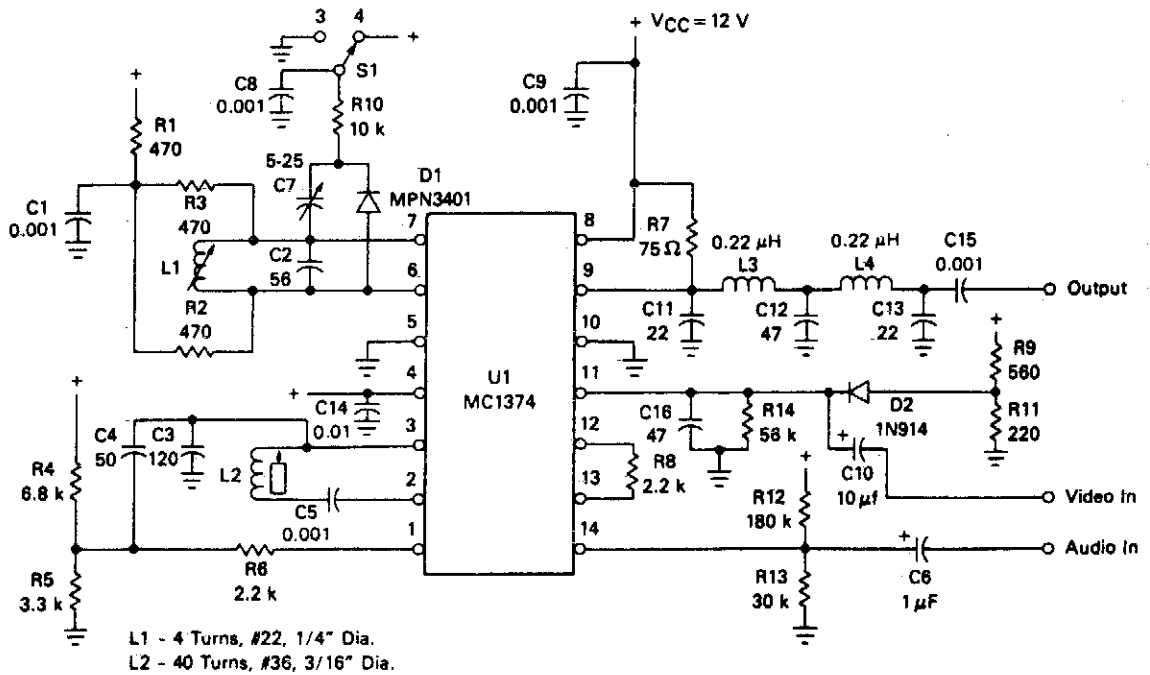 3 4
+
S1
C8
0.001
R10
10 k
+
VCC = 12 V
C9
0.001
+
R1
470
C1
0.001
R3
470
L1
R2
470
5-25
C7
C2
56
D1
MPN3401
7
6
5
4
3
2
1
U1
MC1374
8
9
10
11
12
13
14
R7
75 Ω
0.22 μH
L3
0.22 μH
L4
C15
0.001
Output
C11
22
C12
47
C13
22
+
R9
560
R11
220
D2
1N914
C16
47
R14
56 k
+
C10
10 μf
Video In
R8
2.2 k
+
R12
180 k
R13
30 k
+
C6
1 μF
Audio In
+
C14
0.01
+
R4
6.8 k
C4
50
C3
120
L2
C5
0.001
R5
3.3 k
R6
2.2 k
L1 - 4 Turns, #22, 1/4" Dia.
L2 - 40 Turns, #36, 3/16" Dia.